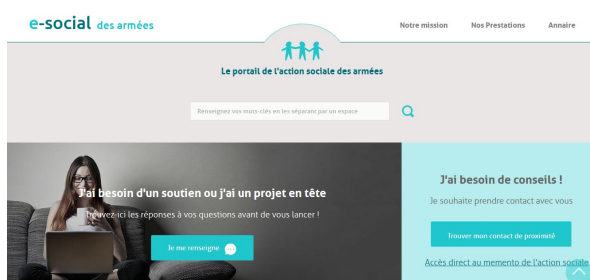 e-social des armées
Notre mission Nos Prestations Annaire
Le portail de l'action sociale des armées
Renseignez vos mots-clés en les séparant par un espace
J'ai besoin d'un soutien ou j'ai un projet en tête
Trouvez-ici les réponses à vos questions avant de vous lancer !
Je me renseigne
J'ai besoin de conseils !
Je souhaite prendre contact avec vous
Trouver mon contact de proximité
Accès direct au memento de l'action sociale